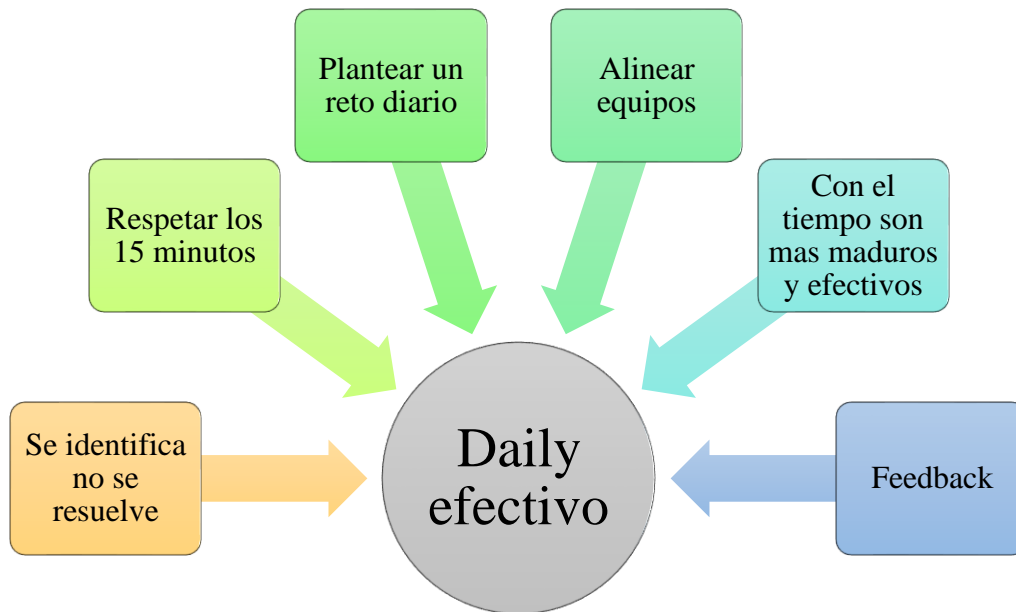 Se identifica
no se
resuelve
Respetar los
15 minutos
Plantear un
reto diario
Alinear
equipos
Con el
tiempo son
mas maduros
y efectivos
Feedback
Daily
efectivo